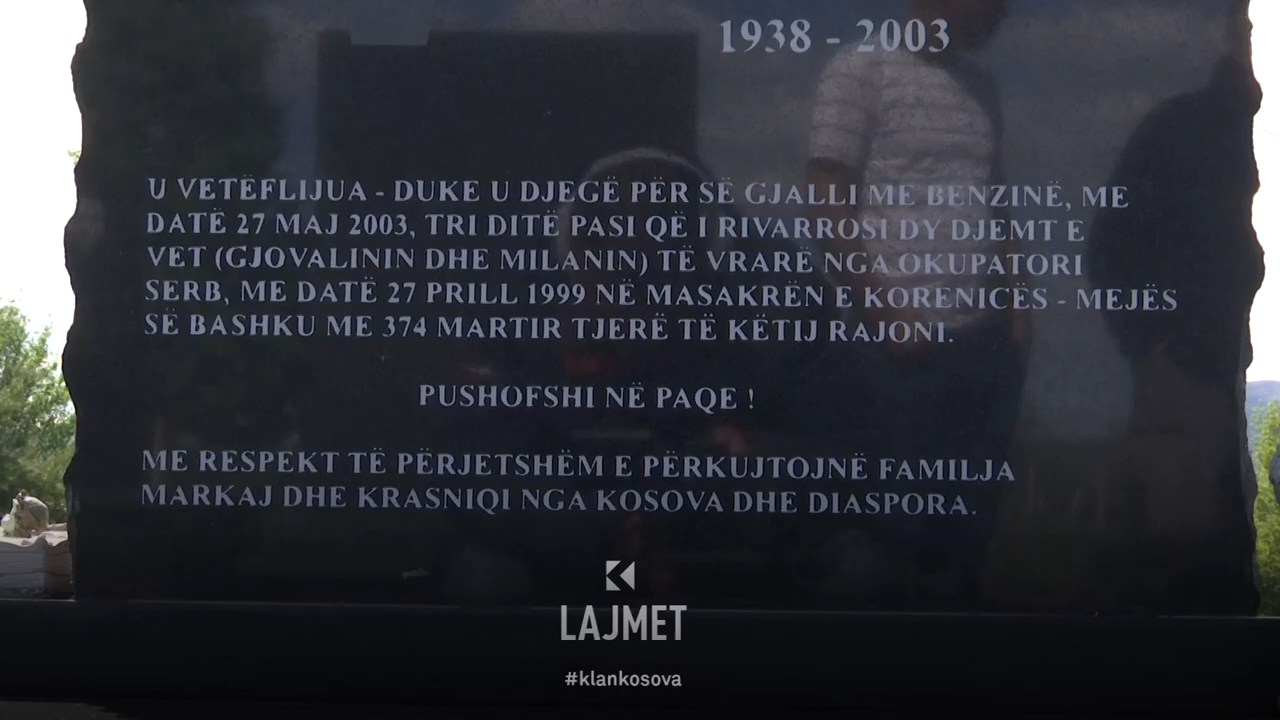 1938 - 2003
U VETËFLIJUA - DUKE U DJEGË PËR SË GJALLI ME BENZINË, ME
DATË 27 MAJ 2003, TRI DITË PASI QË I RIVARROSI DY DJEMT E
VET (GJOVALININ DHE MILANIN) TË VRARË NGA OKUPATORI
SERB, ME DATË 27 PRILL 1999 NË MASAKRËN E KORENICËS - MEJËS
SË BASHKU ME 374 MARTIR TJERË TË KËTIJ RAJONI.
PUSHOFSHI NË PAQE !
ME RESPEKT TË PËRJETSHËM E PËRKUJTOJNË FAMILJA
MARKAJ DHE KRASNIQI NGA KOSOVA DHE DIASPORA.
LAJMET
#klankosova